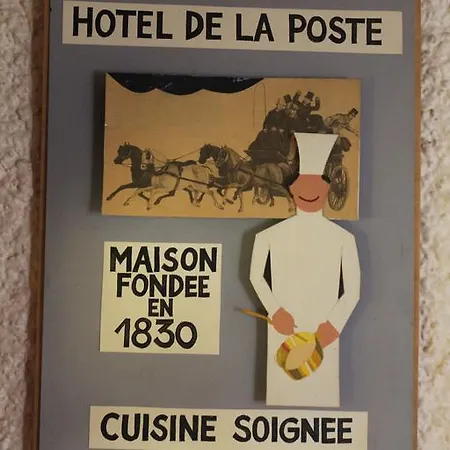 HOTEL DE LA POSTE
MAISON
FONDEE
EN
1830
CUISINE SOIGNEE